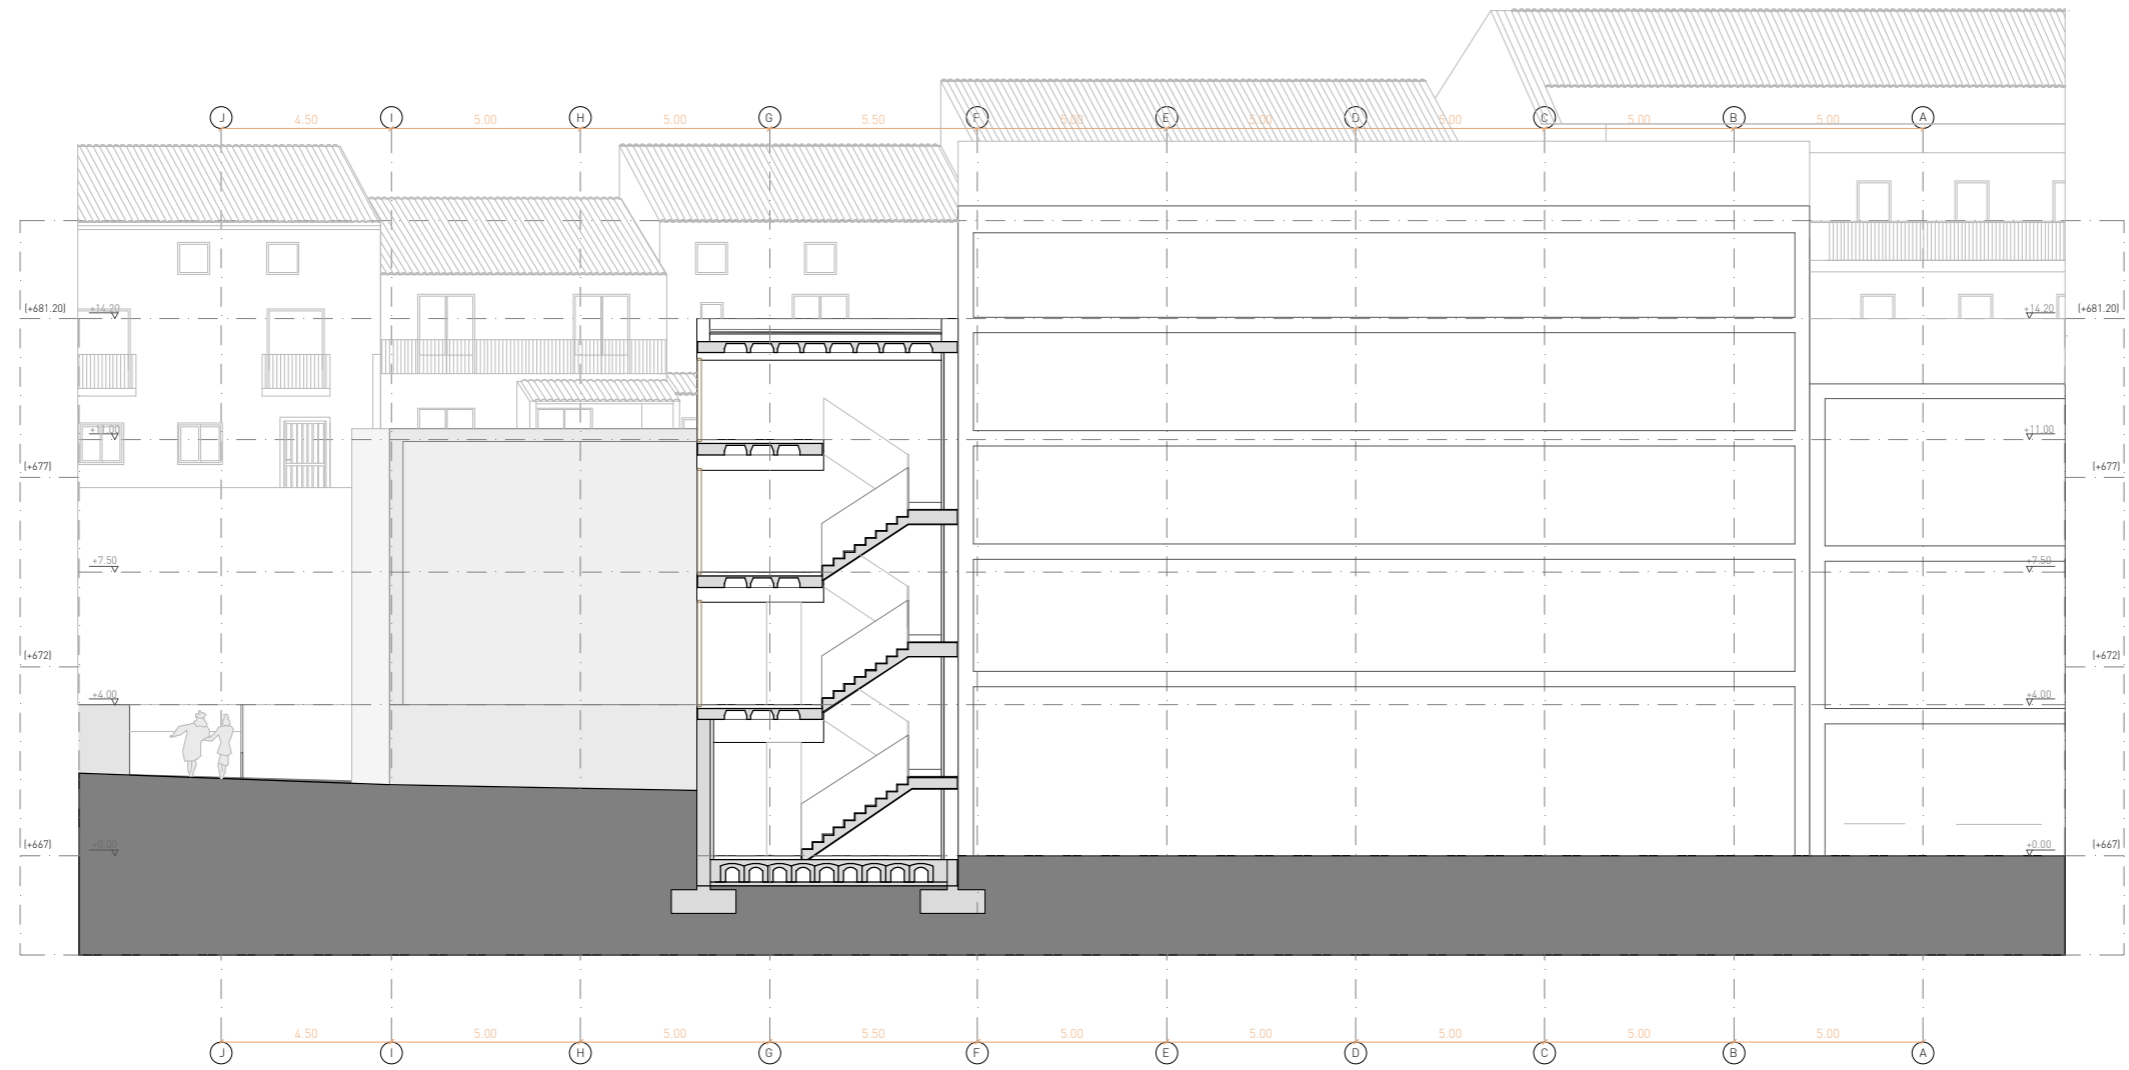 J I H G F E D C B A
4.50 5.00 5.00 5.50 5.00 5.00 5.00 5.00 5.00
(+681.20) +14.20 +14.20 (+681.20)
+11.00 +11.00
(+677) (+677)
+7.50 +7.50
(+672) (+672)
+4.00 +4.00
(+667) +0.00 +0.00 (+667)
4.50 5.00 5.00 5.50 5.00 5.00 5.00 5.00 5.00
J I H G F E D C B A